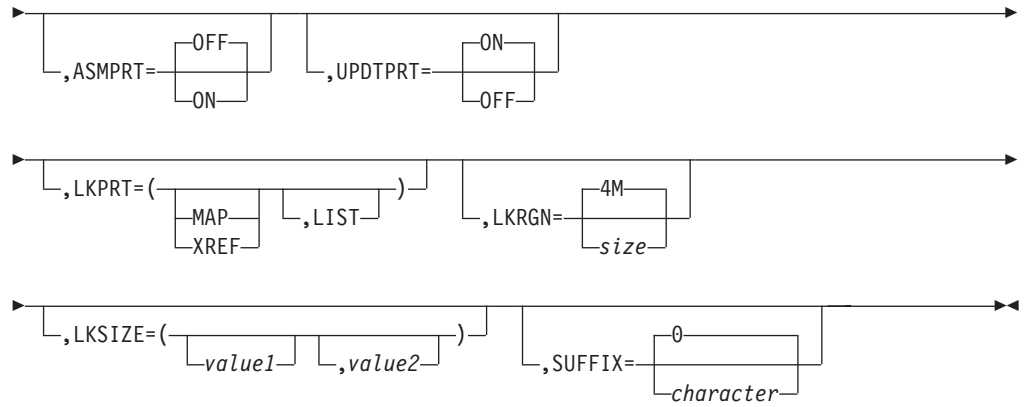 OFF ON
,ASMPRT= ,UPDTPRT=
ON OFF
,LKPRT=( ) 4M
MAP ,LIST ,LKRGN=
XREF size
,LKSIZE=( ) 0
value1 ,value2 ,SUFFIX=
character